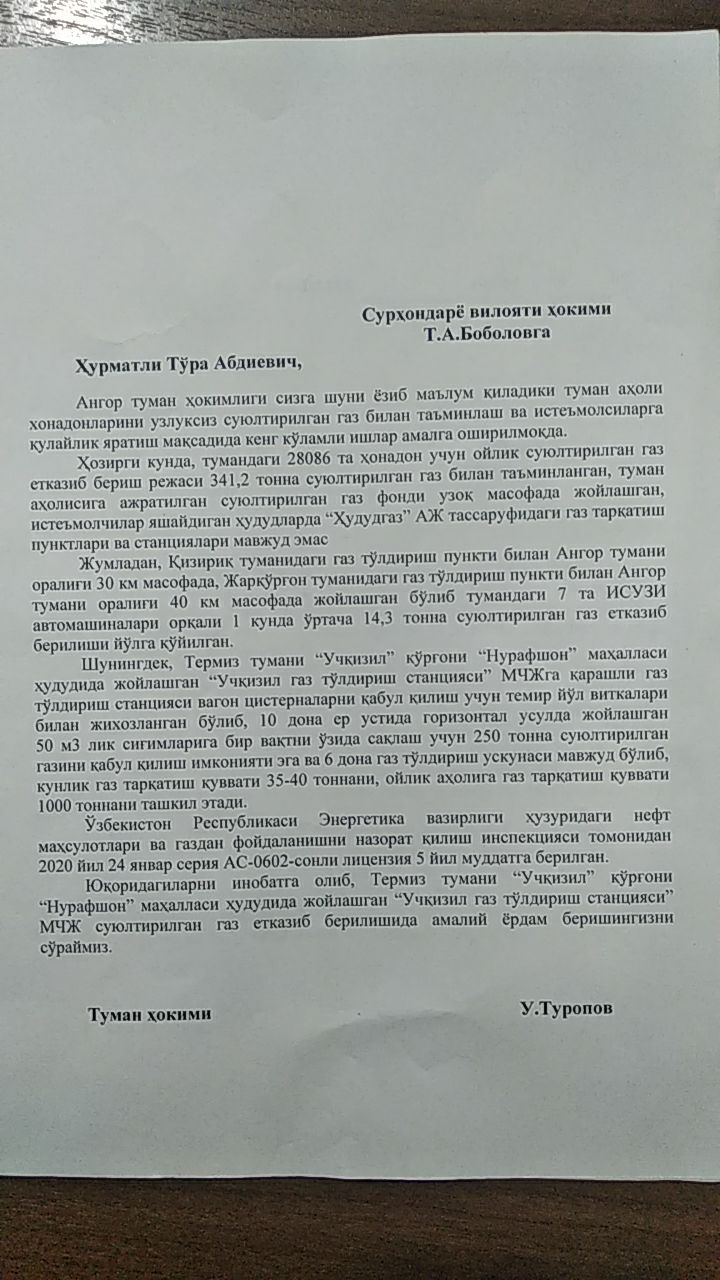 Сурҳондарё вилояти ҳокими
Т.А.Боболовга
Ҳурматли Тўра Абдиевич,
Ангор туман ҳокимлиги сизга шуни ёзиб маълум қиладики туман аҳоли
хонадонларини узлуксиз суюлтирилган газ билан таъминлаш ва истеъмолсиларга
қулайлик яратиш мақсадида кенг кўламли ишлар амалга оширилмоқда.
Ҳозирги кунда, тумандаги 28086 та ҳонадон учун ойлик суюлтирилган газ
етказиб бериш режаси 341,2 тонна суюлтирилган газ билан таъминланган, туман
аҳолисига ажратилган суюлтирилган газ фонди узоқ масофада жойлашган,
истеъмолчилар яшайдиган ҳудудларда “Ҳудудгаз” АЖ тассаруфидаги газ тарқатиш
пунктлари ва станциялари мавжуд эмас
Жумладан, Қизириқ туманидаги газ тўлдириш пункти билан Ангор тумани
оралиғи 30 км масофада, Жарқўрғон туманидаги газ тўлдириш пункти билан Ангор
тумани оралиғи 40 км масофада жойлашган бўлиб тумандаги 7 та ИСУЗИ
автомашиналари орқали 1 кунда ўртача 14,3 тонна суюлтирилган газ етказиб
берилиши йўлга қўйилган.
Шунингдек, Термиз тумани “Учқизил” қўрғони “Нурафшон” маҳалласи
ҳудудида жойлашган “Учқизил газ тўлдириш станцияси” МЧЖга қарашли газ
тўлдириш станцияси вагон цистерналарни қабул қилиш учун темир йўл виткалари
билан жихозланган бўлиб, 10 дона ер устида горизонтал усулда жойлашган
50 м3 лик сиғимларига бир вақтни ўзида сақлаш учун 250 тонна суюлтирилган
газини қабул қилиш имконияти эга ва 6 дона газ тўлдириш ускунаси мавжуд бўлиб,
кунлик газ тарқатиш қуввати 35-40 тоннани, ойлик аҳолига газ тарқатиш қуввати
1000 тоннани ташкил этади.
Ўзбекистон Республикаси Энергетика вазирлиги ҳузуридаги нефт
маҳсулотлари ва газдан фойдаланишни назорат қилиш инспекцияси томонидан
2020 йил 24 январ серия АС-0602-сонли лицензия 5 йил муддатга берилган.
Юқоридагиларни инобатга олиб, Термиз тумани “Учқизил” қўрғони
“Нурафшон” маҳалласи ҳудудида жойлашган “Учқизил газ тўлдириш станцияси”
МЧЖ суюлтирилган газ етказиб берилишида амалий ёрдам беришингизни
сўраймиз.
Туман ҳокими
У.Туропов